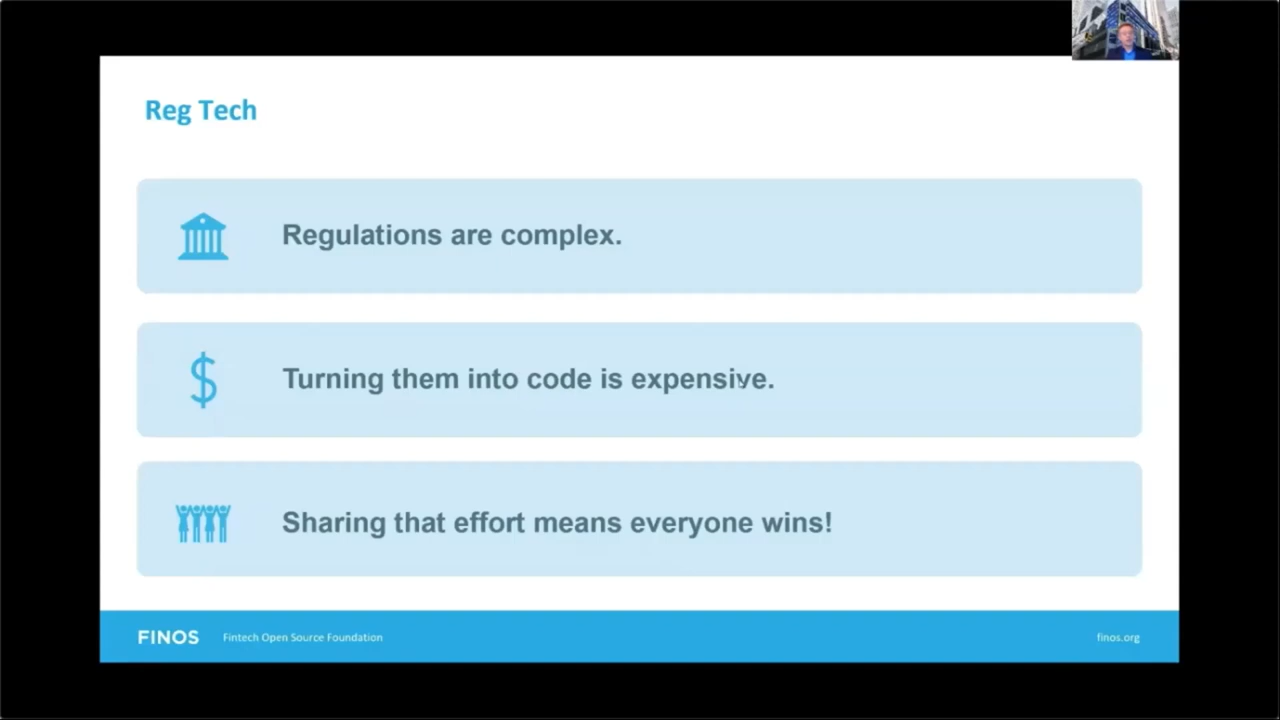 Reg Tech
Regulations are complex.
$
Turning them into code is expensive.
Sharing that effort means everyone wins!
FINOS Fintech Open Source Foundation finos.org